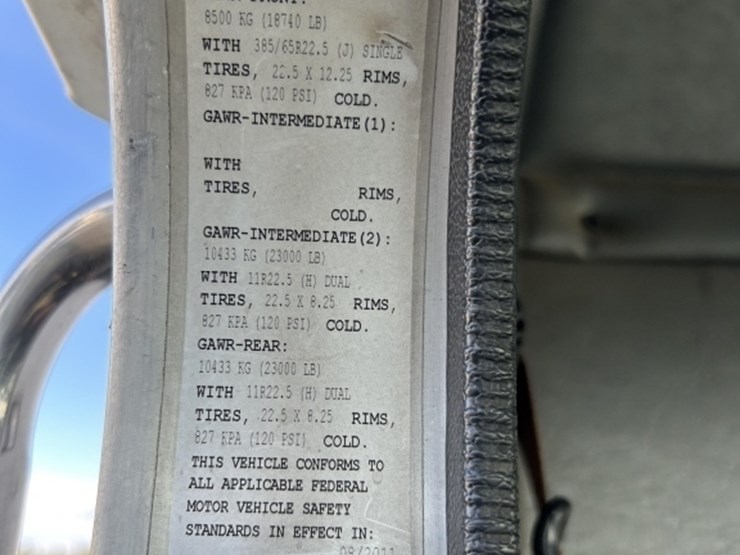 8500 KG (18740 LB)
WITH 385/65R22.5 (J) SINGLE
TIRES, 22.5 X 12.25 RIMS,
827 KPA (120 PSI) COLD.
GAWR-INTERMEDIATE(1):
WITH
TIRES, RIMS,
COLD.
GAWR-INTERMEDIATE(2):
10433 KG (23000 LB)
WITH 11R22.5 (H) DUAL
TIRES, 22.5 X 8.25 RIMS,
827 KPA (120 PSI) COLD.
GAWR-REAR:
10433 KG (23000 LB)
WITH 11R22.5 (H) DUAL
TIRES, 22.5 X 8.25 RIMS,
827 KPA (120 PSI) COLD.
THIS VEHICLE CONFORMS TO
ALL APPLICABLE FEDERAL
MOTOR VEHICLE SAFETY
STANDARDS IN EFFECT IN:
08/2011